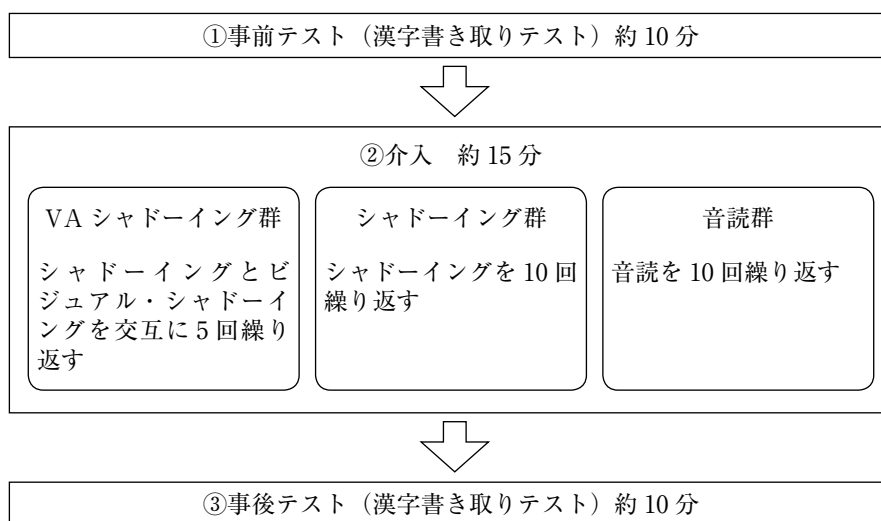 ①事前テスト（漢字書き取りテスト）約 10 分
②介入　約 15 分
VA シャドーイング群
シャドーイングとビ
ジュアル・シャドーイ
ングを交互に 5 回繰り
返す
シャドーイング群
シャドーイングを 10 回
繰り返す
音読群
音読を 10 回繰り返す
③事後テスト（漢字書き取りテスト）約 10 分